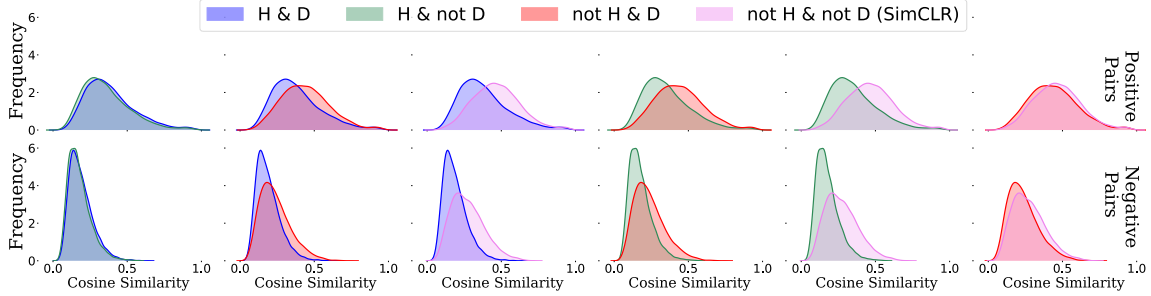 H & D H & not D not H & D not H & not D (SimCLR)
Frequency
6
4
2
0
Positive
Pairs
Frequency
6
4
2
0
Negative
Pairs
0.0 0.5 1.0 0.0 0.5 1.0 0.0 0.5 1.0 0.0 0.5 1.0 0.0 0.5 1.0 0.0 0.5 1.0
Cosine Similarity Cosine Similarity Cosine Similarity Cosine Similarity Cosine Similarity Cosine Similarity